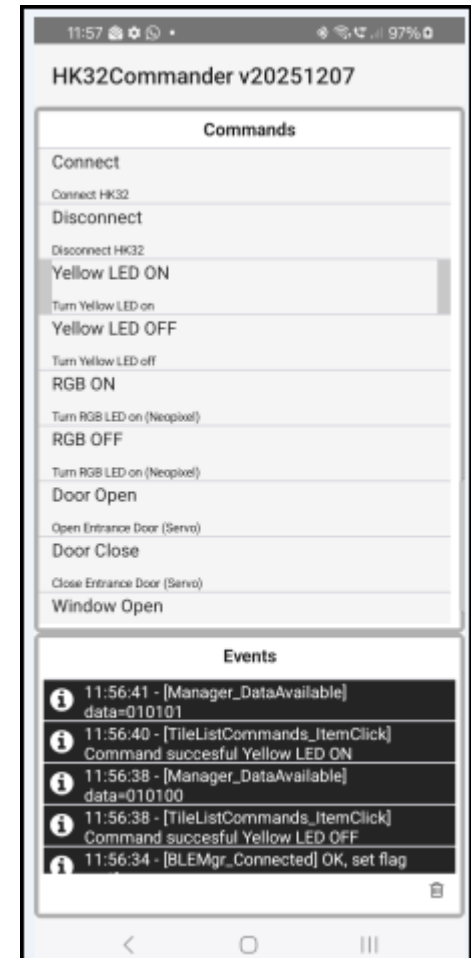 11:57
97%
HK32Commander v20251207
Commands
Connect
Connect HK32
Disconnect
Disconnect HK32
Yellow LED ON
Turn Yellow LED on
Yellow LED OFF
Turn Yellow LED off
RGB ON
Turn RGB LED on (Neopixel)
RGB OFF
Turn RGB LED on (Neopixel)
Door Open
Open Entrance Door (Servo)
Door Close
Close Entrance Door (Servo)
Window Open
Events
11:56:41 - [Manager_DataAvailable]
data=010101
11:56:40 - [TileListCommands_ItemClick]
Command succesful Yellow LED ON
11:56:38 - [Manager_DataAvailable]
data=010100
11:56:38 - [TileListCommands_ItemClick]
Command succesful Yellow LED OFF
11:56:34 - [BLEMgr_Connected] OK, set flag